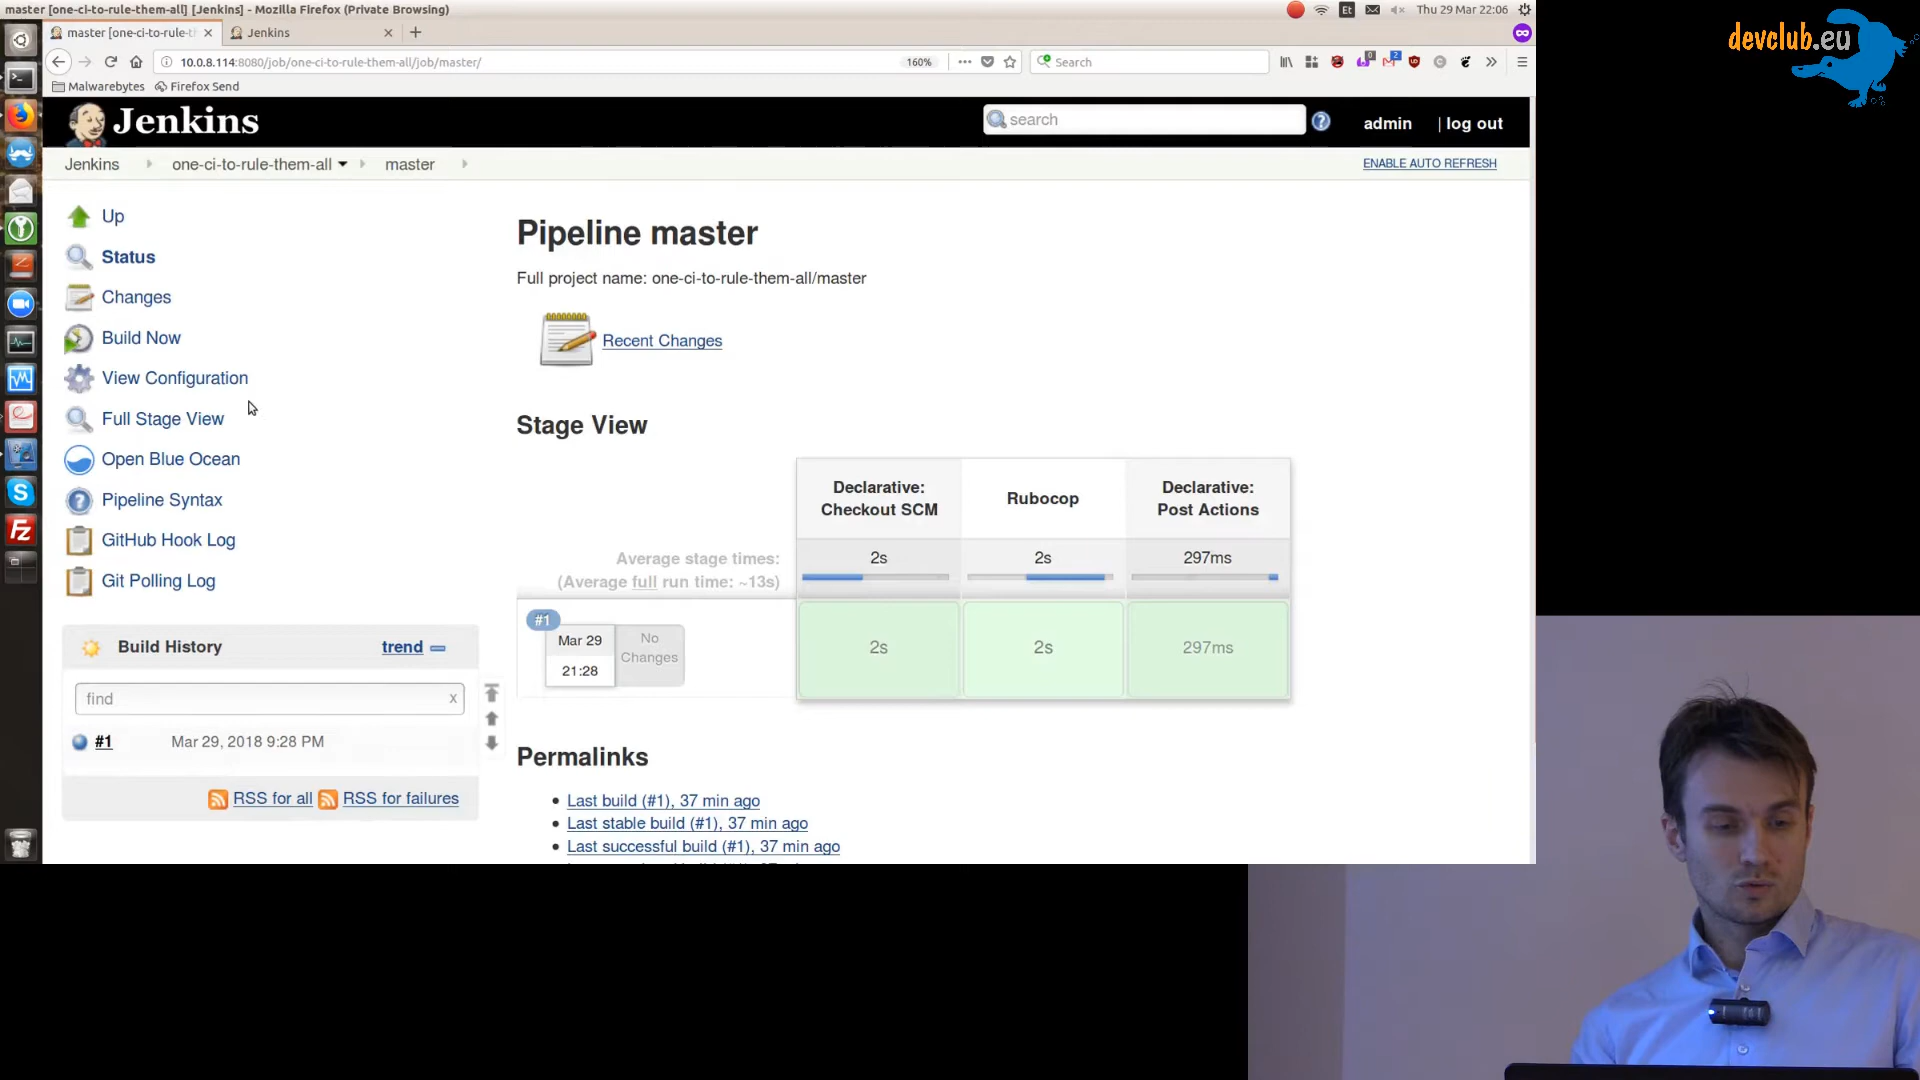 master [one-ci-to-rule-them-all] [Jenkins] - Mozilla Firefox (Private Browsing)
Et
Thu 29 Mar 22:06
devclub.eu
master [one-ci-to-rule-t
Jenkins
10.0.8.114:8080/job/one-ci-to-rule-them-all/job/master/
160%
Search
Malwarebytes
Firefox Send
Jenkins
search
admin
| log out
Jenkins
one-ci-to-rule-them-all
master
ENABLE AUTO REFRESH
Up
Status
Changes
Build Now
View Configuration
Full Stage View
Open Blue Ocean
Pipeline Syntax
GitHub Hook Log
Git Polling Log
Build History
trend
find
x
#1
Mar 29, 2018 9:28 PM
RSS for all
RSS for failures
Pipeline master
Full project name: one-ci-to-rule-them-all/master
Recent Changes
Stage View
Declarative:
Checkout SCM
Rubocop
Declarative:
Post Actions
Average stage times:
(Average full run time: ~13s)
2s
2s
297ms
#1
Mar 29
21:28
No
Changes
2s
2s
297ms
Permalinks
Last build (#1), 37 min ago
Last stable build (#1), 37 min ago
Last successful build (#1), 37 min ago